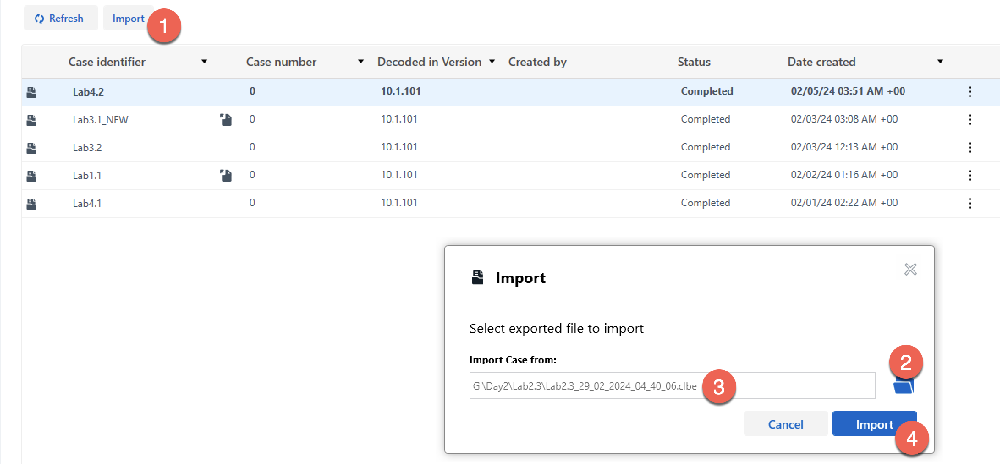 Refresh Import 1
Case identifier Case number Decoded in Version Created by Status Date created
Lab4.2 0 10.1.101 Completed 02/05/24 03:51 AM +00
Lab3.1_NEW 0 10.1.101 Completed 02/03/24 03:08 AM +00
Lab3.2 0 10.1.101 Completed 02/03/24 12:13 AM +00
Lab1.1 0 10.1.101 Completed 02/02/24 01:16 AM +00
Lab4.1 0 10.1.101 Completed 02/01/24 02:22 AM +00
Import
Select exported file to import
Import Case from:
2
G:\Day2\Lab2.3\Lab2.3_29_02_2024_04_40_06.clbe 3
Cancel Import
4